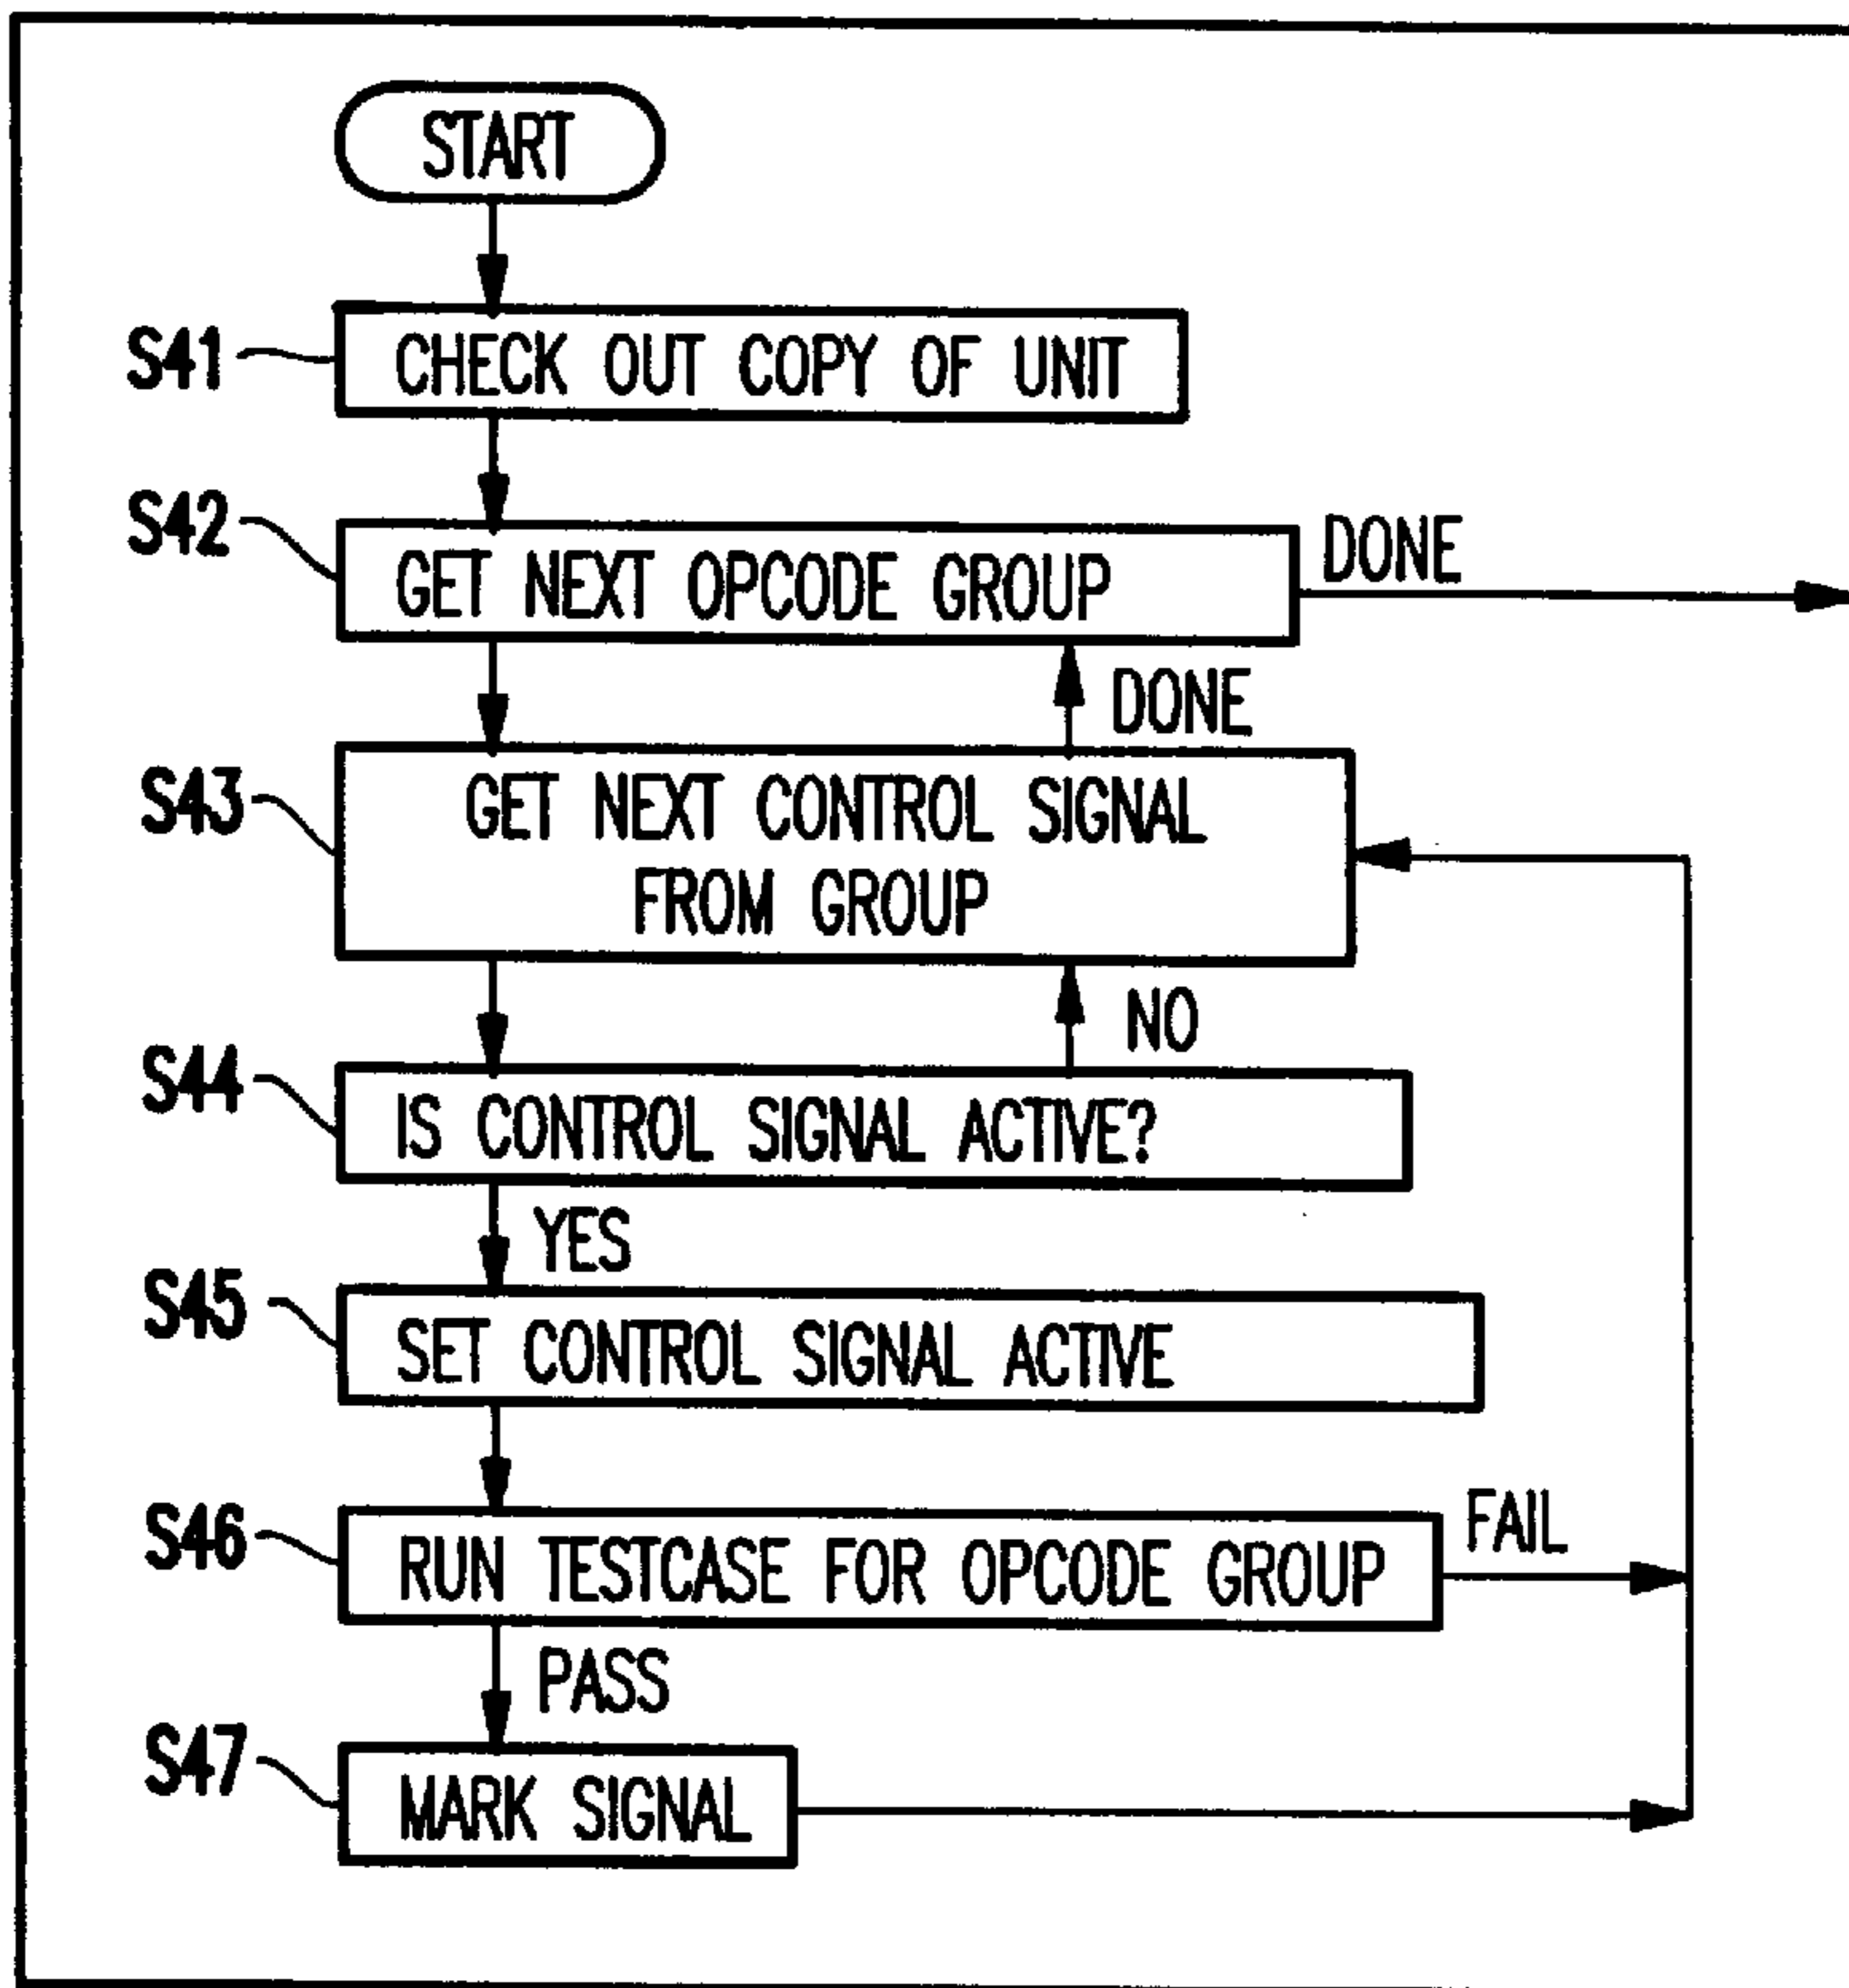 START
S41
CHECK OUT COPY OF UNIT
S42
GET NEXT OPCODE GROUP
DONE
DONE
S43
GET NEXT CONTROL SIGNAL
FROM GROUP
NO
S44
IS CONTROL SIGNAL ACTIVE?
YES
S45
SET CONTROL SIGNAL ACTIVE
S46
RUN TESTCASE FOR OPCODE GROUP
FAIL
PASS
S47
MARK SIGNAL